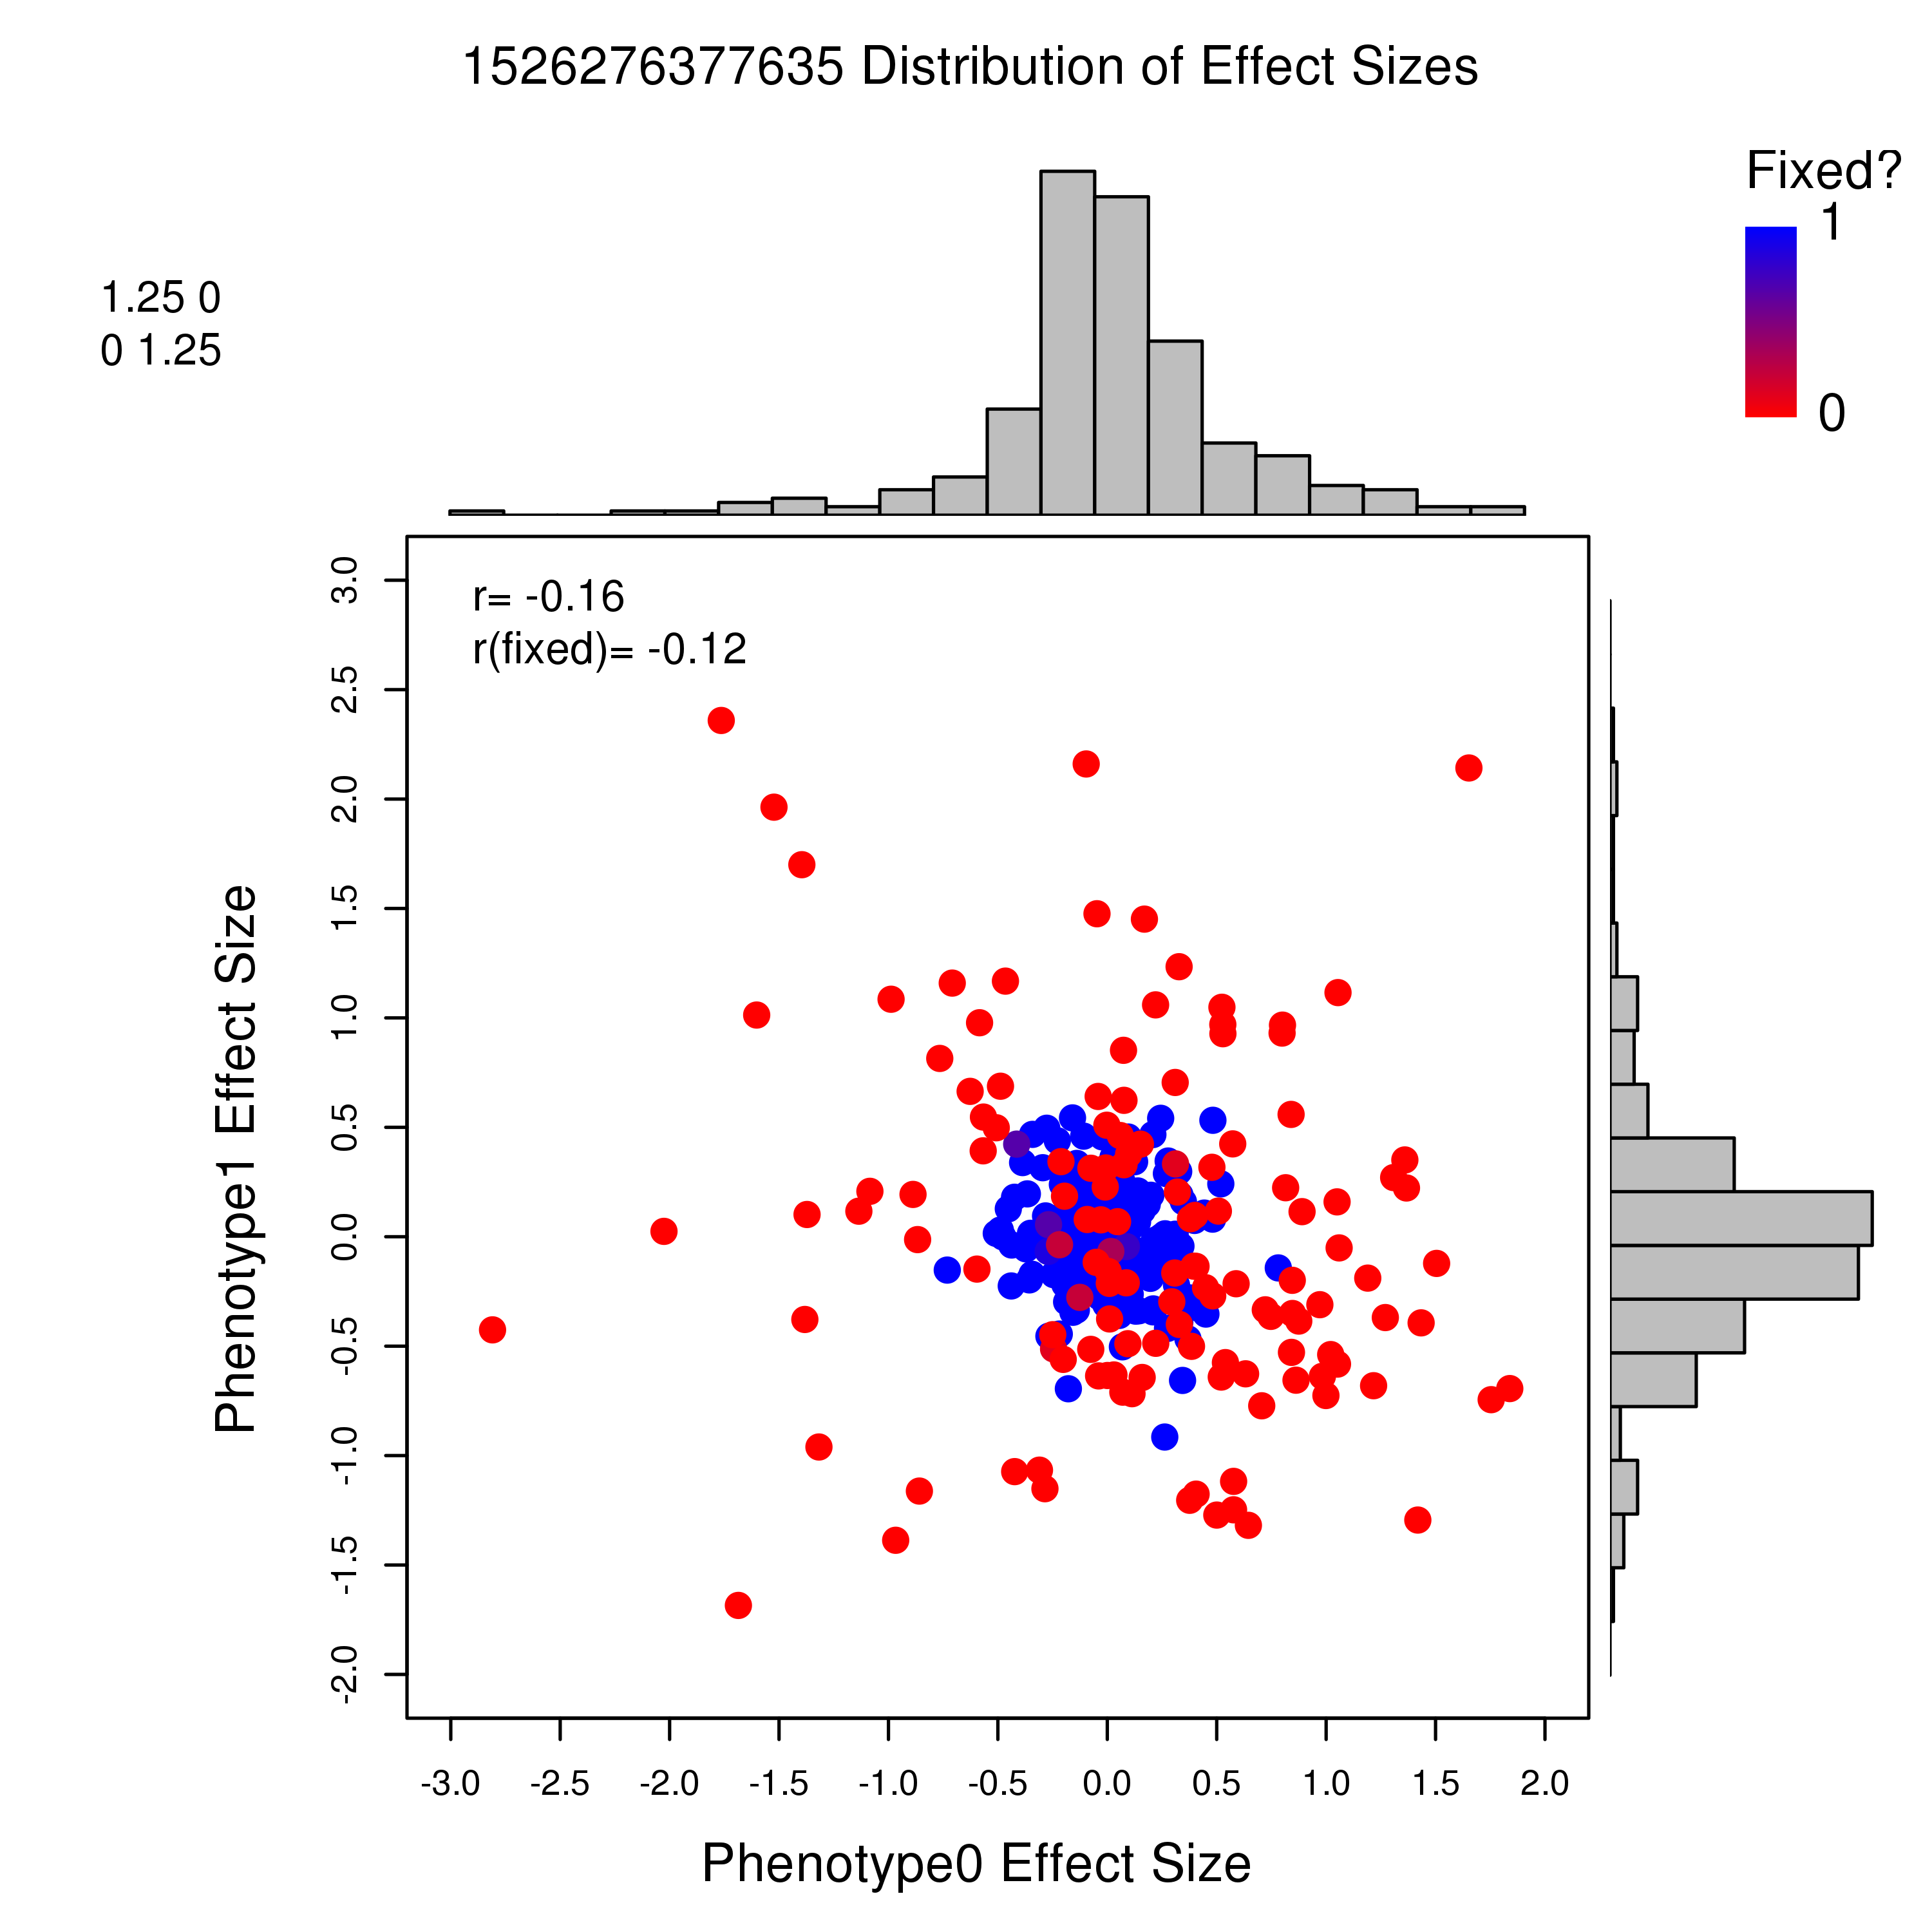 1526276377635 Distribution of Effect Sizes
Fixed?
1
0
1.25 0
0 1.25
r= -0.16
r(fixed)= -0.12
Phenotype1 Effect Size
3.0
2.5
2.0
1.5
1.0
0.5
0.0
-0.5
-1.0
-1.5
-2.0
-3.0 -2.5 -2.0 -1.5 -1.0 -0.5 0.0 0.5 1.0 1.5 2.0
Phenotype0 Effect Size